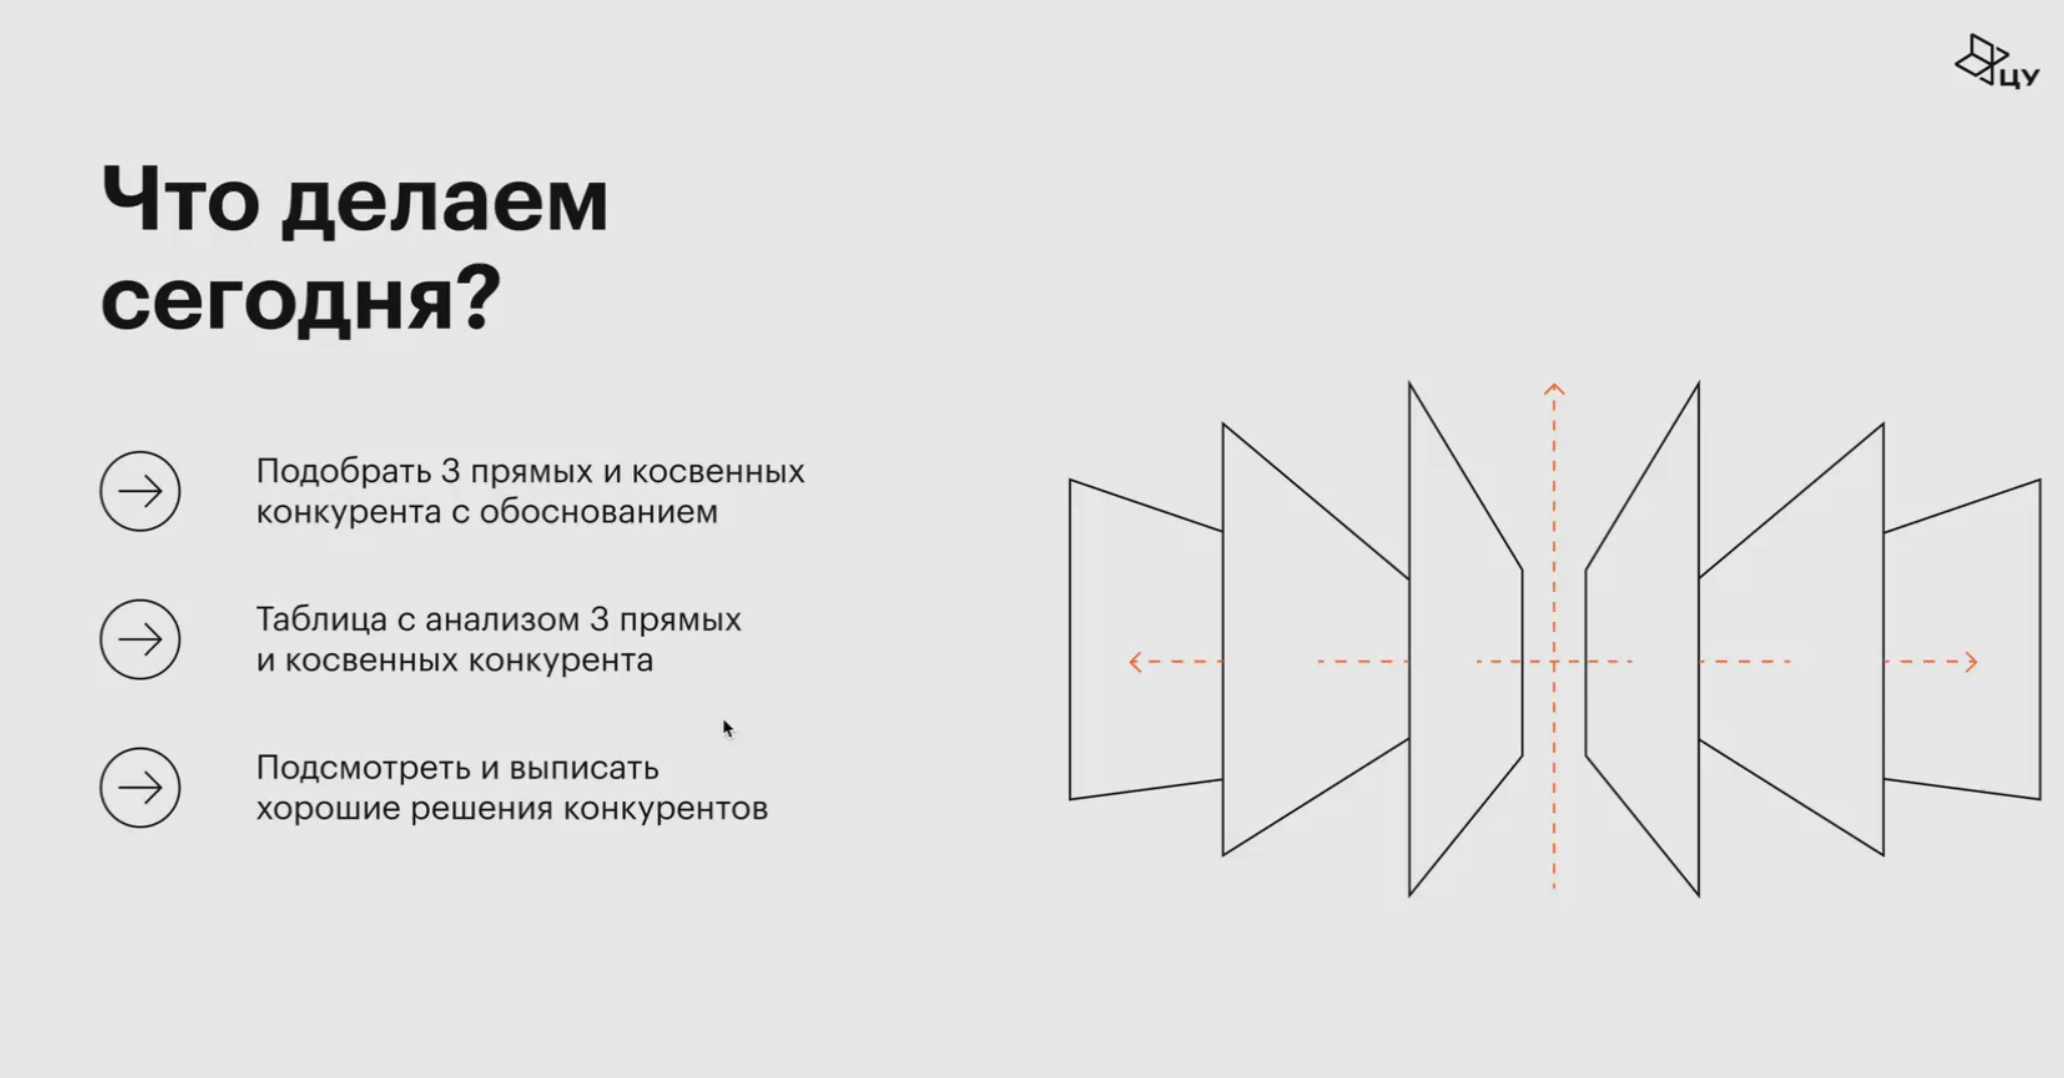 ЦУ
Что делаем
сегодня?
Подобрать 3 прямых и косвенных
конкурента с обоснованием
Таблица с анализом 3 прямых
и косвенных конкурента
Подсмотреть и выписать
хорошие решения конкурентов